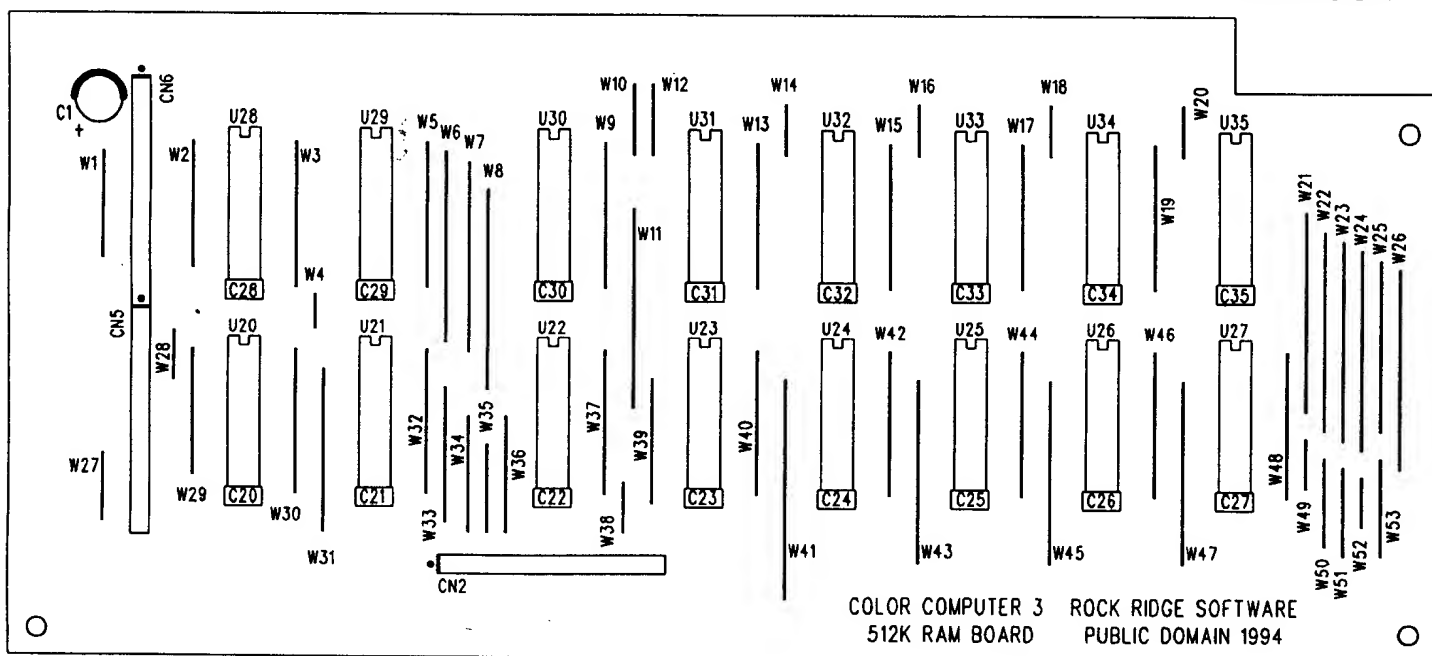 CN6
C1
+
W10 W12 W14 W16 W18 W20
U28 U29 W5 W6 W7 U30 W9 U31 W13 U32 W15 U33 W17 U34 U35
W1 W2 W3 W8
W11 W19 W21 W22 W23 W24 W25 W26
W4
C28 C29 C30 C31 C32 C33 C34 C35
CN5
W28 U20 U21 U22 U23 U24 W42 U25 W44 U26 W46 U27
W32 W34 W35 W36 W37 W39 W40
W27 W48
W29 C20 W30 C21 W33 C22 W38 C23 C24 C25 C26 C27 W49 W53
W31 W41 W43 W45 W47 W50 W51 W52
CN2
COLOR COMPUTER 3 ROCK RIDGE SOFTWARE
512K RAM BOARD PUBLIC DOMAIN 1994